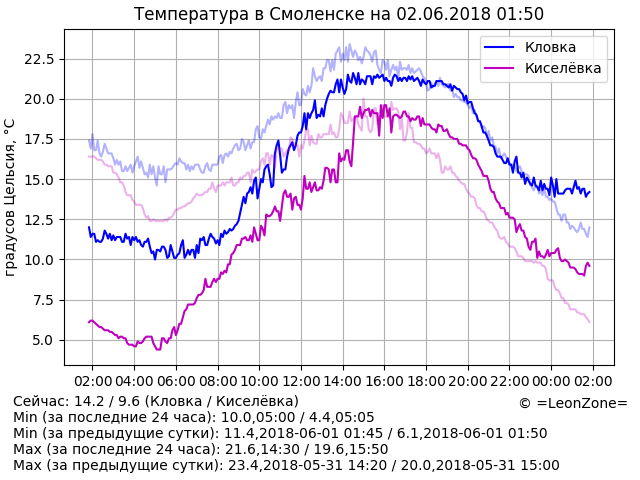 Температура в Смоленске на 02.06.2018 01:50
градусов Цельсия, °C
22.5
20.0
17.5
15.0
12.5
10.0
7.5
5.0
Кловка
Киселёвка
02:00 04:00 06:00 08:00 10:00 12:00 14:00 16:00 18:00 20:00 22:00 00:00 02:00
Сейчас: 14.2 / 9.6 (Кловка / Киселёвка)
© =LeonZone=
Min (за последние 24 часа): 10.0,05:00 / 4.4,05:05
Min (за предыдущие сутки): 11.4,2018-06-01 01:45 / 6.1,2018-06-01 01:50
Max (за последние 24 часа): 21.6,14:30 / 19.6,15:50
Max (за предыдущие сутки): 23.4,2018-05-31 14:20 / 20.0,2018-05-31 15:00